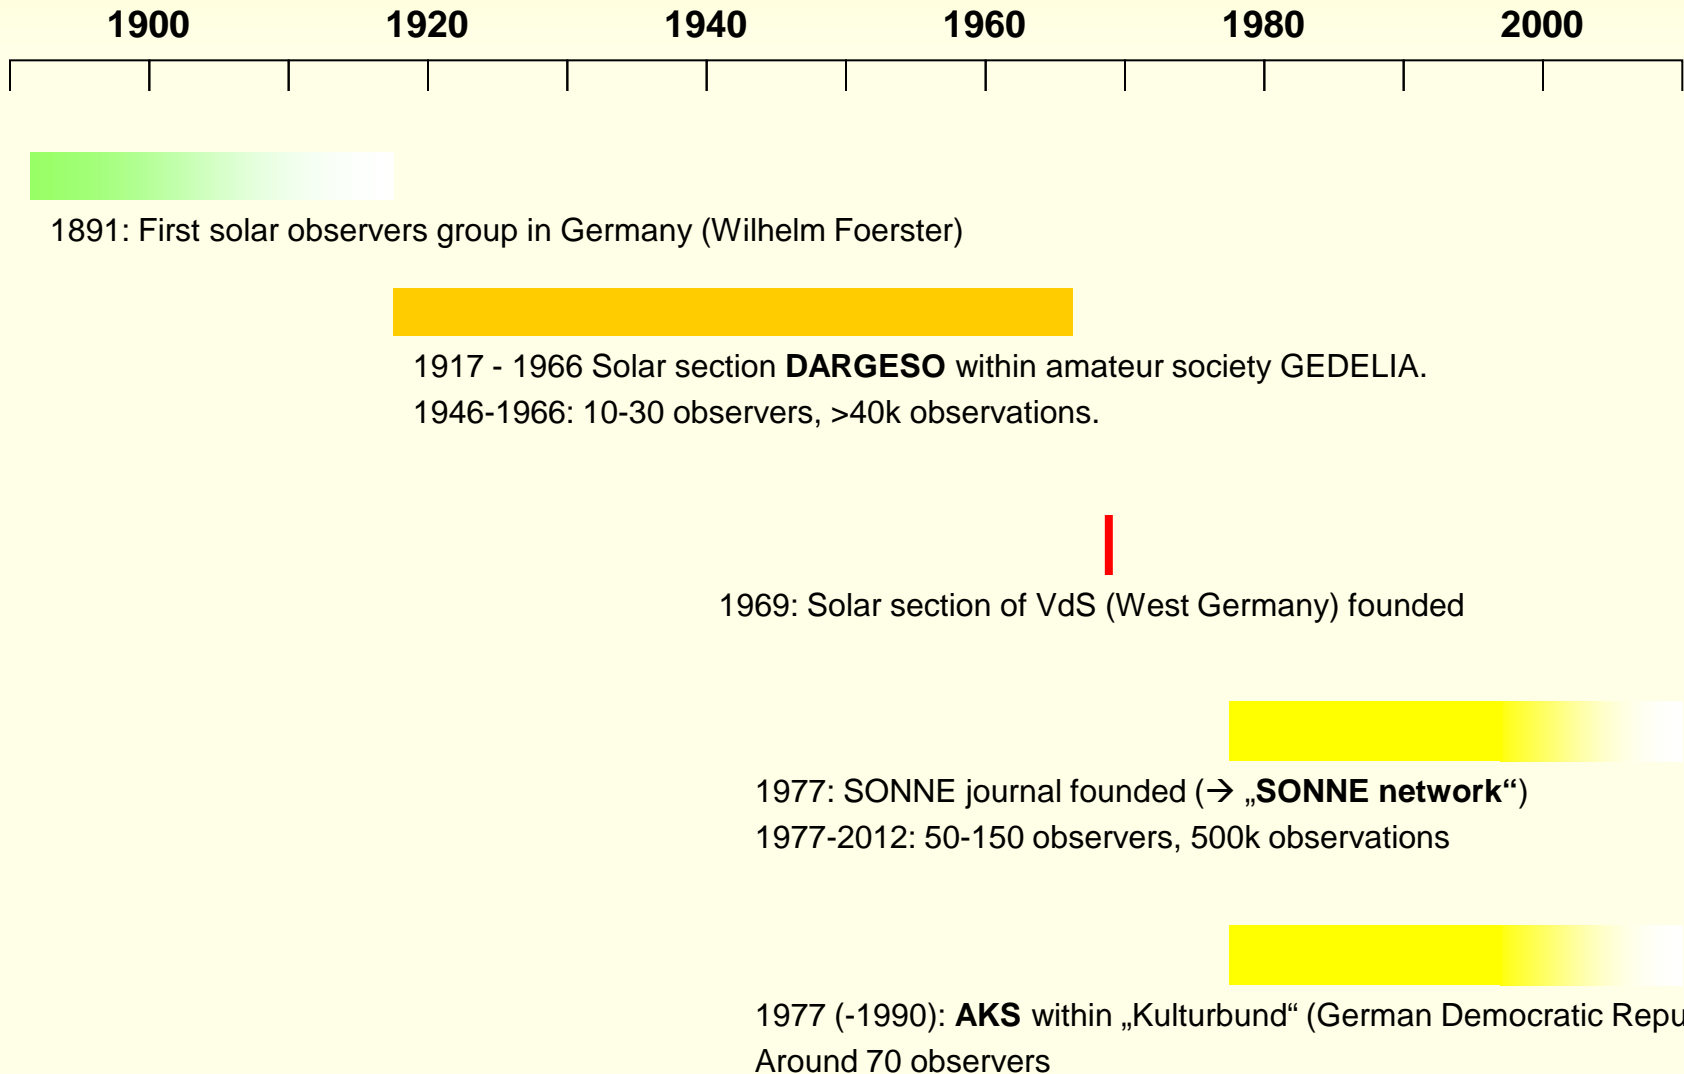 1900 1920 1940 1960 1980 2000
1891: First solar observers group in Germany (Wilhelm Foerster)
1917 - 1966 Solar section DARGESO within amateur society GEDELIA.
1946-1966: 10-30 observers, >40k observations.
1969: Solar section of VdS (West Germany) founded
1977: SONNE journal founded (→ „SONNE network“)
1977-2012: 50-150 observers, 500k observations
1977 (-1990): AKS within „Kulturbund“ (German Democratic Repu
Around 70 observers